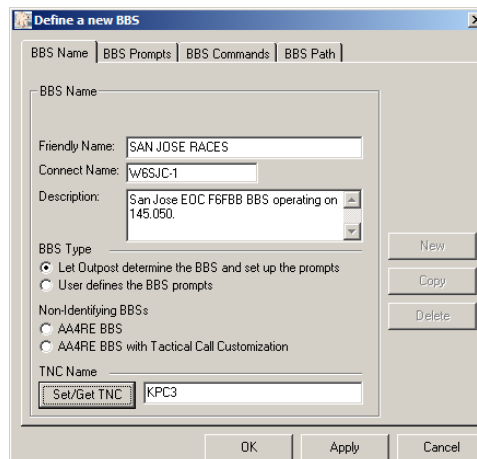 Define a new BBS
BBS Name
BBS Prompts
BBS Commands
BBS Path
BBS Name
Friendly Name: SAN JOSE RACES
Connect Name: W6SJC-1
Description: San Jose EOC F6FBB BBS operating on
145.050.
BBS Type
Let Outpost determine the BBS and set up the prompts
User defines the BBS prompts
Non-Identifying BBSs
AA4RE BBS
AA4RE BBS with Tactical Call Customization
TNC Name
Set/Get TNC KPC3
New
Copy
Delete
OK Apply Cancel